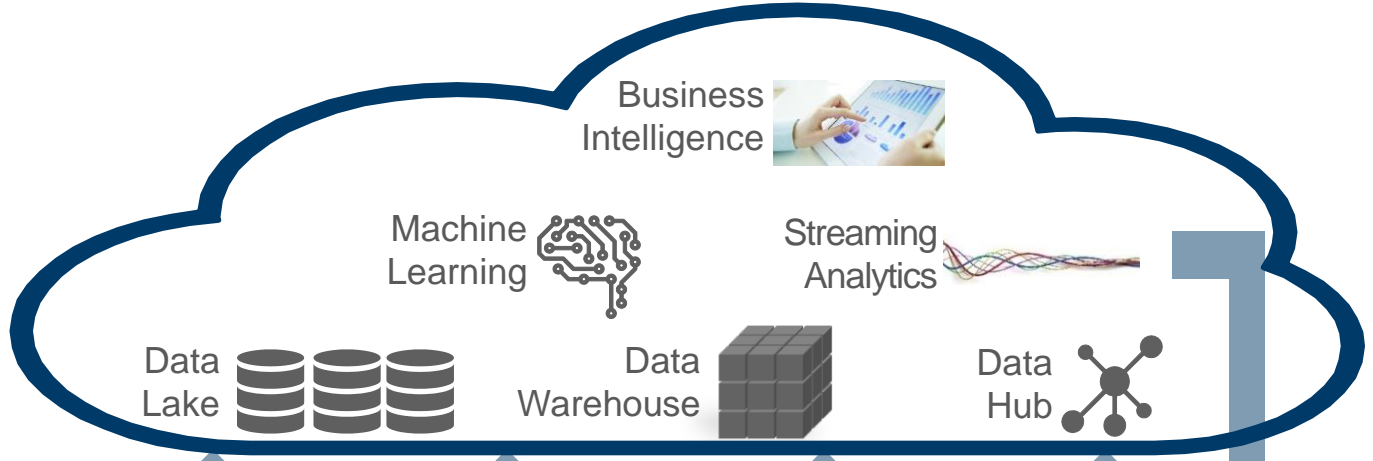 Business
Intelligence
Machine
Learning
Streaming
Analytics
Data
Lake
Data
Warehouse
Data
Hub